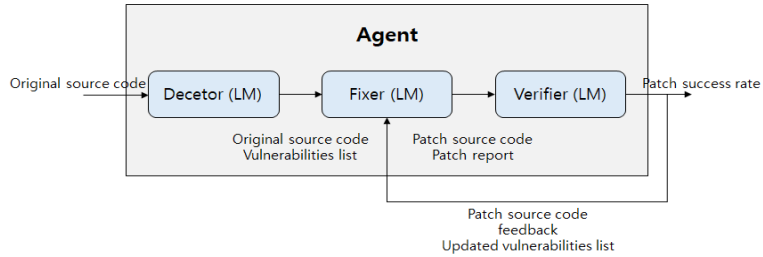 Agent
Original source code
Decetor (LM)
Fixer (LM)
Verifier (LM)
Patch success rate
Original source code
Vulnerabilities list
Patch source code
Patch report
Patch source code
feedback
Updated vulnerabilities list